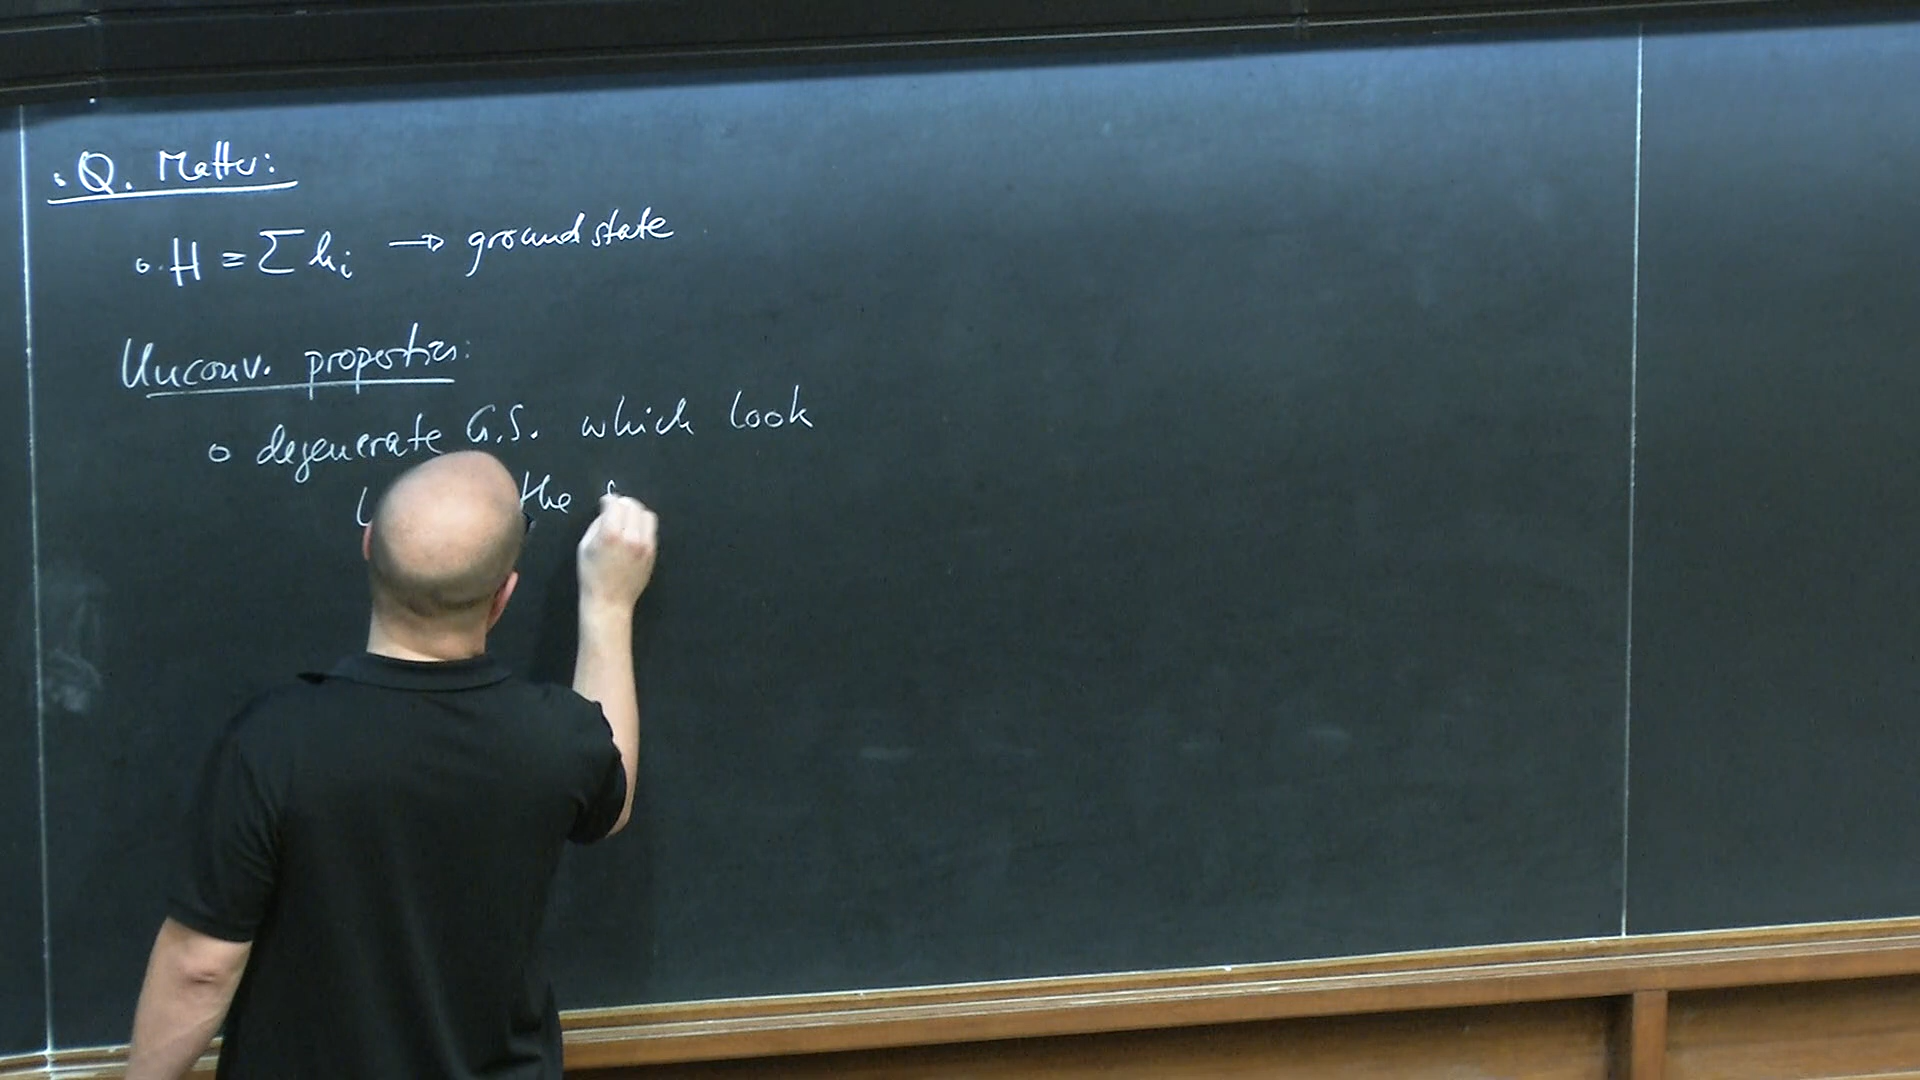 : Q. Matter:
o. H = Σ hᵢ → ground state
Unconv. properties:
o degenerate G.S. which look
the